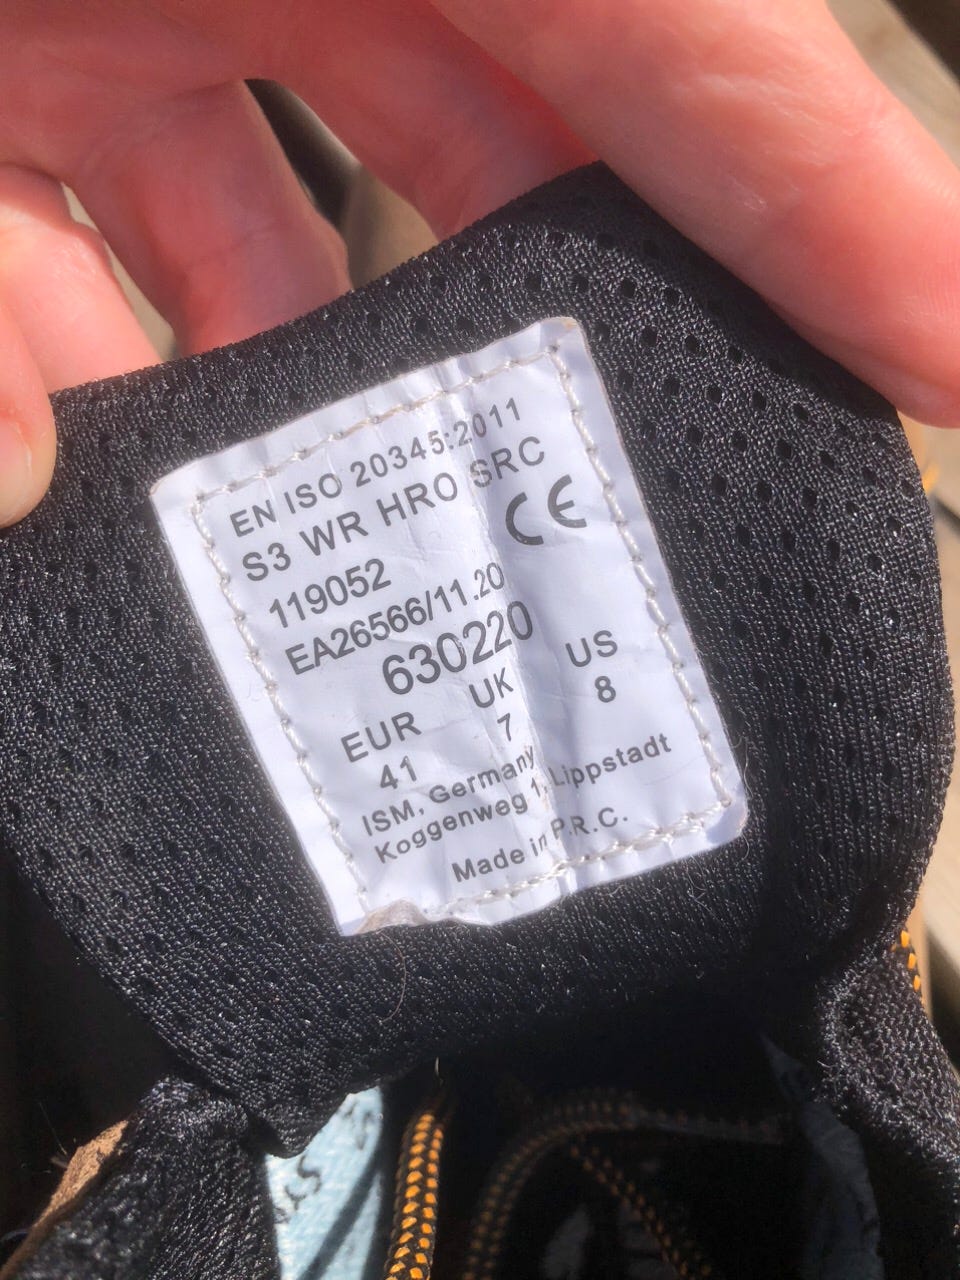 EN ISO 20345:2011
S3 WR HRO SRC
CE
119052
EA26566/11.20
630220
EUR UK US
41 7 8
ISM, Germany
Koggenweg 1, Lippstadt
Made in P.R.C.